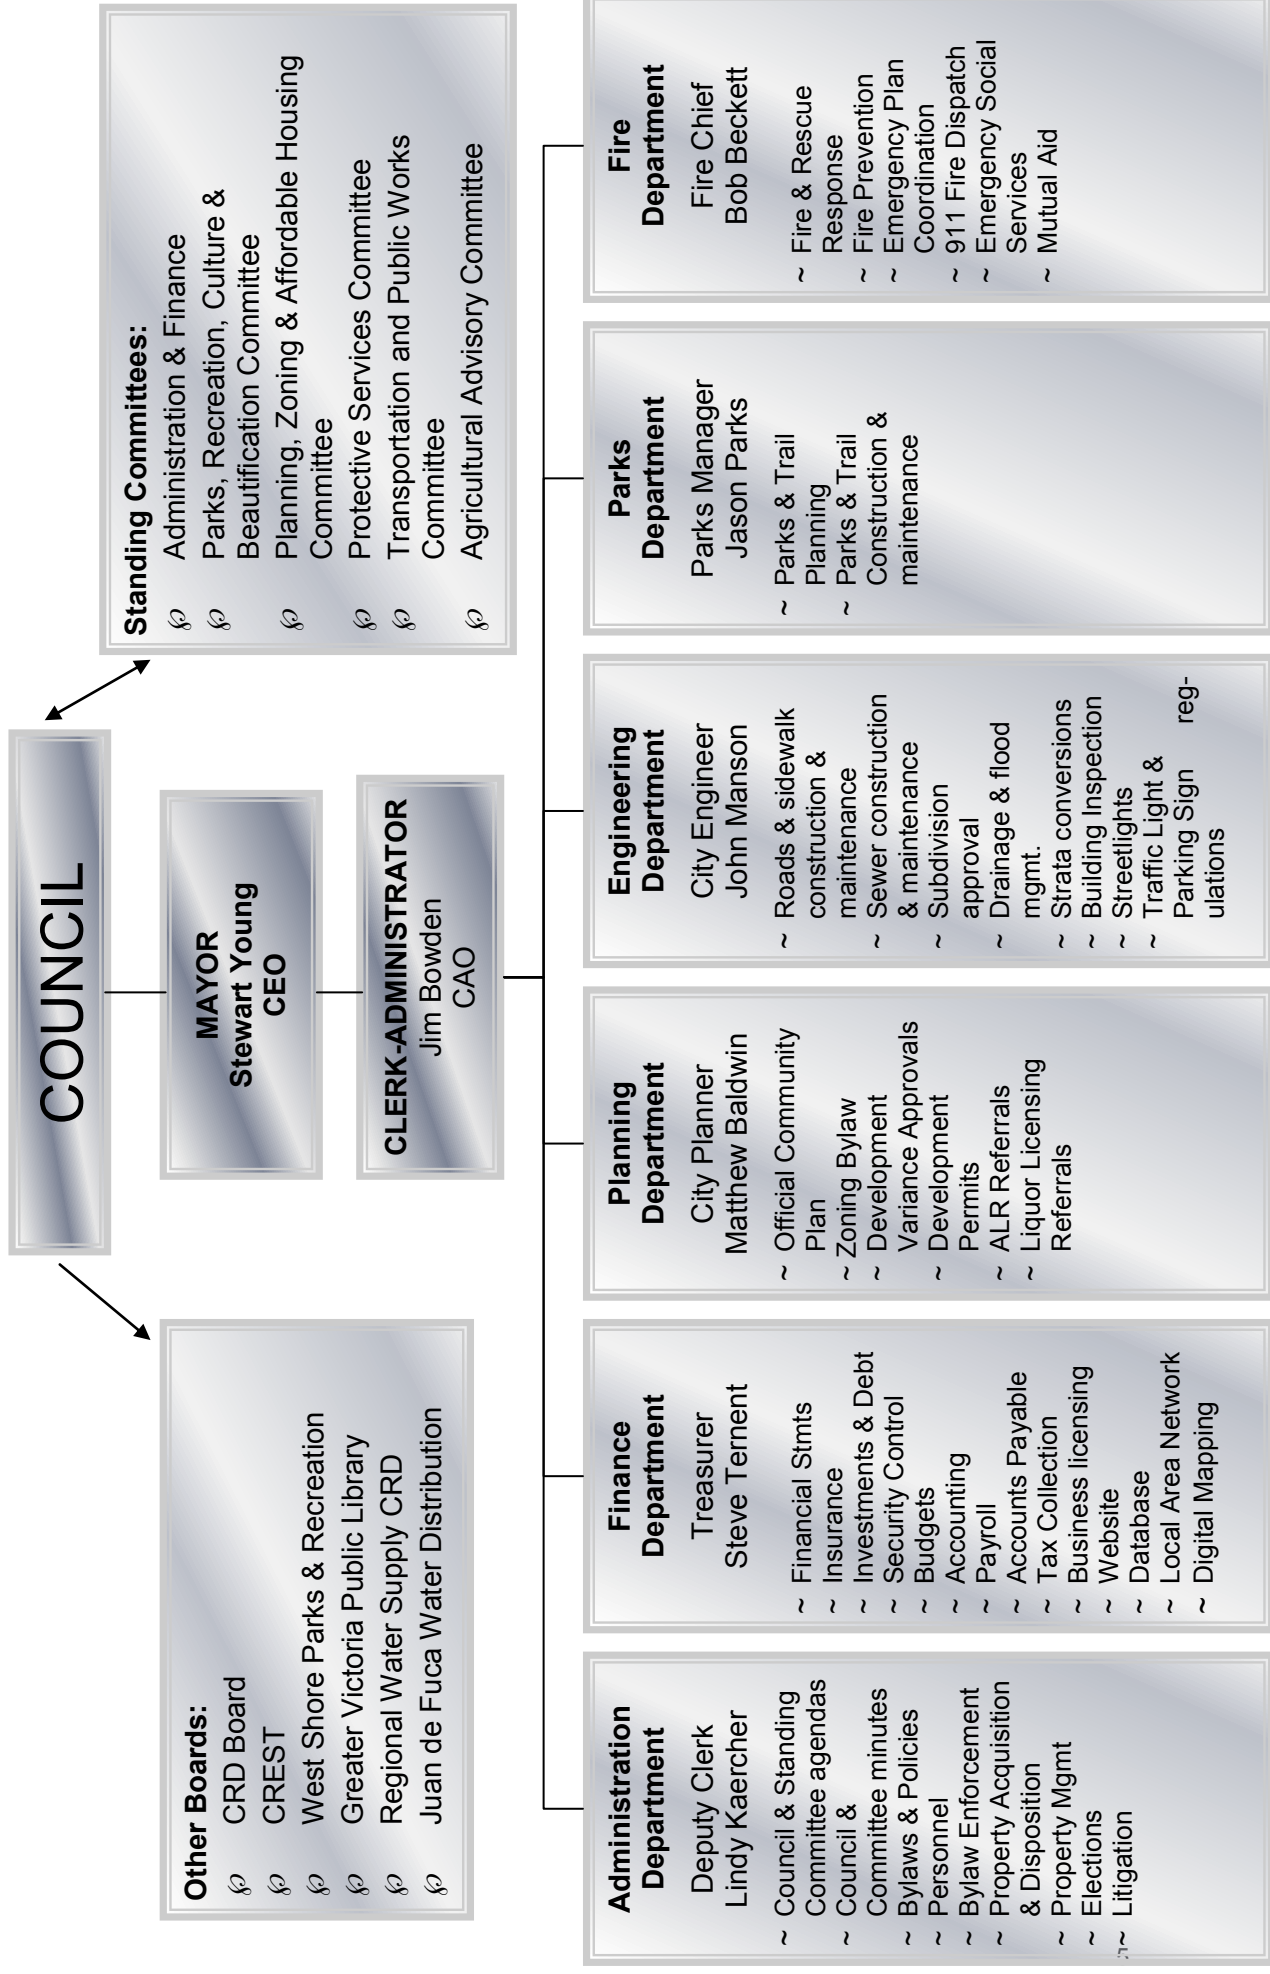 COUNCIL
MAYOR
Stewart Young
CEO
CLERK-ADMINISTRATOR
Jim Bowden
CAO
Other Boards:
CRD Board
CREST
West Shore Parks & Recreation
Greater Victoria Public Library
Regional Water Supply CRD
Juan de Fuca Water Distribution
Standing Committees:
Administration & Finance
Parks, Recreation, Culture &
Beautification Committee
Planning, Zoning & Affordable Housing
Committee
Protective Services Committee
Transportation and Public Works
Committee
Agricultural Advisory Committee
Administration
Department
Deputy Clerk
Lindy Kaercher
~ Council & Standing
Committee agendas
~ Council &
Committee minutes
~ Bylaws & Policies
~ Personnel
~ Bylaw Enforcement
~ Property Acquisition
& Disposition
~ Property Mgmt
~ Elections
~ Litigation
Finance
Department
Treasurer
Steve Ternent
~ Financial Stmts
~ Insurance
~ Investments & Debt
~ Security Control
~ Budgets
~ Accounting
~ Payroll
~ Accounts Payable
~ Tax Collection
~ Business licensing
~ Website
~ Database
~ Local Area Network
~ Digital Mapping
Planning
Department
City Planner
Matthew Baldwin
~ Official Community
Plan
~ Zoning Bylaw
~ Development
Variance Approvals
~ Development
Permits
~ ALR Referrals
~ Liquor Licensing
Referrals
Engineering
Department
City Engineer
John Manson
~ Roads & sidewalk
construction &
maintenance
~ Sewer construction
& maintenance
~ Subdivision
approval
~ Drainage & flood
mgmt.
~ Strata conversions
~ Building Inspection
~ Streetlights
~ Traffic Light &
Parking Sign reg-
ulations
Parks
Department
Parks Manager
Jason Parks
~ Parks & Trail
Planning
~ Parks & Trail
Construction &
maintenance
Fire
Department
Fire Chief
Bob Beckett
~ Fire & Rescue
Response
~ Fire Prevention
~ Emergency Plan
Coordination
~ 911 Fire Dispatch
~ Emergency Social
Services
~ Mutual Aid